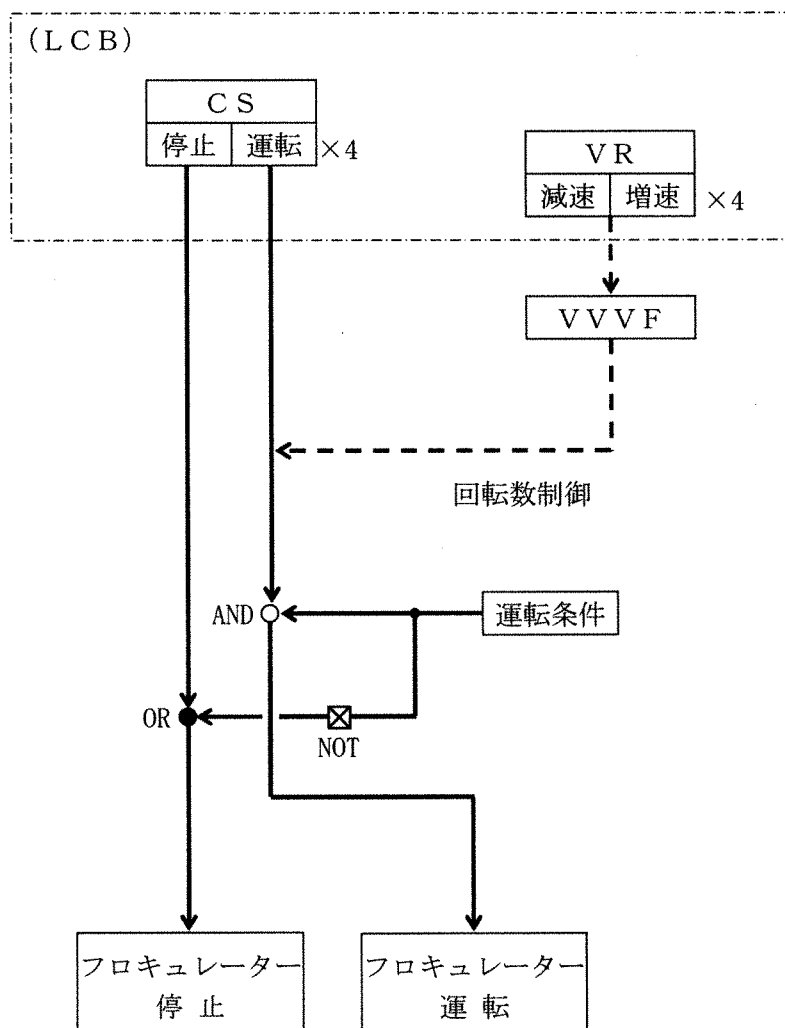 (LCB)
CS
停止 運転 ×4
VR
減速 増速 ×4
VVVF
回転数制御
AND 運転条件
OR
NOT
フロキュレーター
停止
フロキュレーター
運転